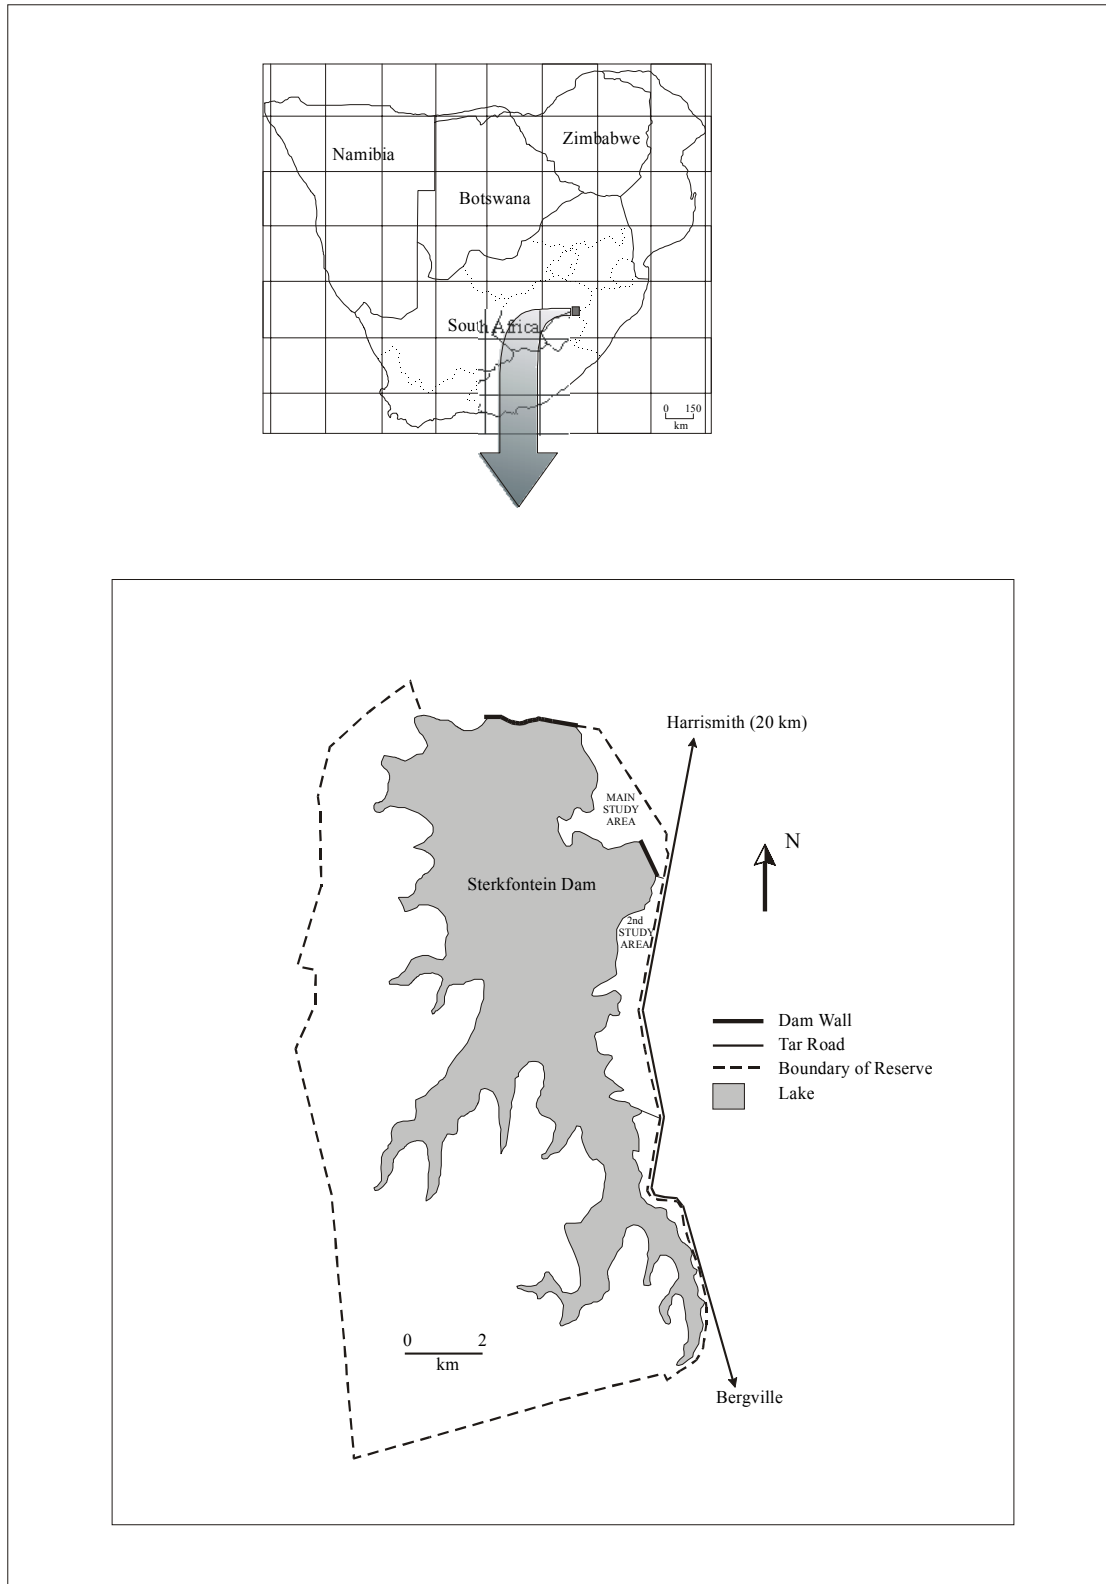 Zimbabwe
Namibia
Botswana
South Africa
0 150
km
Harrismith (20 km)
MAIN
STUDY
AREA
N
Sterkfontein Dam
2nd
STUDY
AREA
Dam Wall
Tar Road
Boundary of Reserve
Lake
0 2
km
Bergville